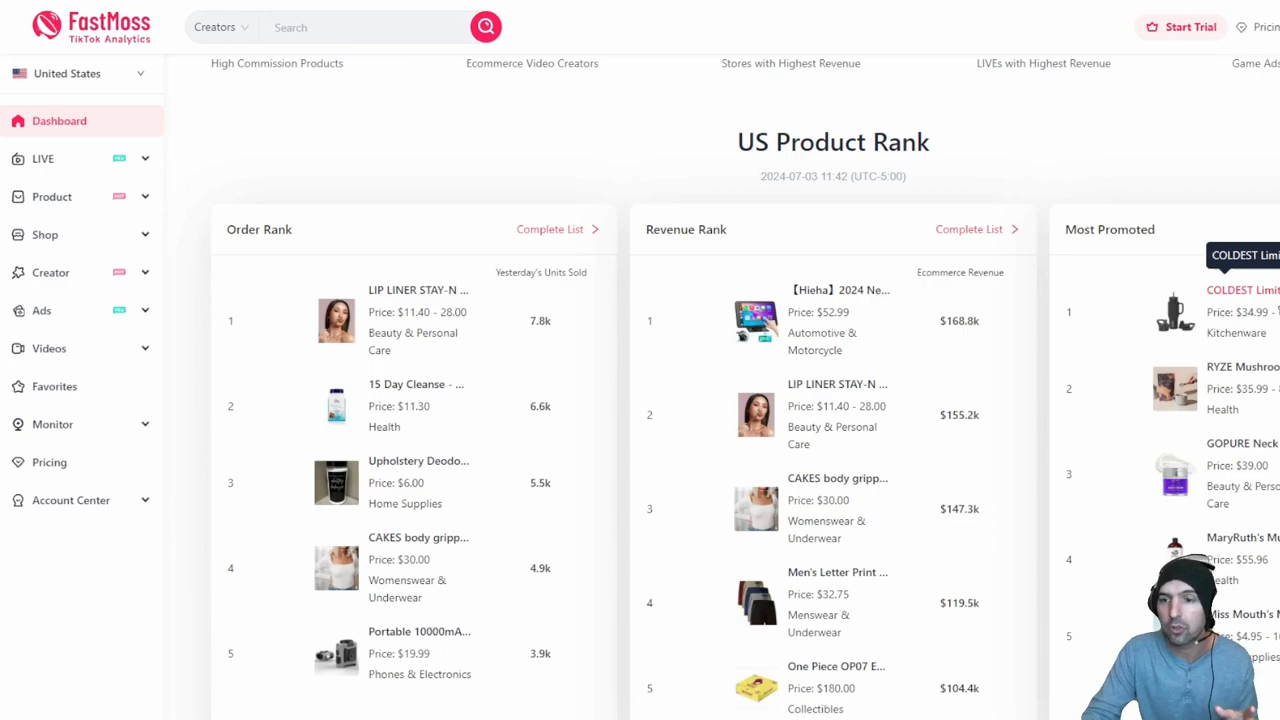 FastMoss
TikTok Analytics
Creators
Search
Start Trial
United States
Dashboard
LIVE
Product
Shop
Creator
Ads
Videos
Favorites
Monitor
Pricing
Account Center
High Commission Products
Ecommerce Video Creators
Stores with Highest Revenue
LIVEs with Highest Revenue
US Product Rank
2024-07-03 11:42 (UTC-5:00)
Order Rank
Complete List
Yesterday's Units Sold
1
LIP LINER STAY-N ...
Price: $11.40 - 28.00
Beauty & Personal
Care
7.8k
2
15 Day Cleanse - ...
Price: $11.30
Health
6.6k
3
Upholstery Deodo...
Price: $6.00
Home Supplies
5.5k
4
CAKES body gripp...
Price: $30.00
Womenswear &
Underwear
4.9k
5
Portable 10000mA...
Price: $19.99
Phones & Electronics
3.9k
Revenue Rank
Complete List
Ecommerce Revenue
1
【Hieha】2024 Ne...
Price: $52.99
Automotive &
Motorcycle
$168.8k
2
LIP LINER STAY-N ...
Price: $11.40 - 28.00
Beauty & Personal
Care
$155.2k
3
CAKES body gripp...
Price: $30.00
Womenswear &
Underwear
$147.3k
4
Men's Letter Print ...
Price: $32.75
Menswear &
Underwear
$119.5k
5
One Piece OP07 E...
Price: $180.00
Collectibles
$104.4k
Most Promoted
COLDEST Limi
1
COLDEST Limit
Price: $34.99 -
Kitchenware
2
RYZE Mushroo
Price: $35.99 -
Health
3
GOPURE Neck
Price: $39.00
Beauty & Perso
Care
4
MaryRuth's Mu
Price: $55.96
ealth
5
Miss Mouth's M
Price: $4.95 - 1